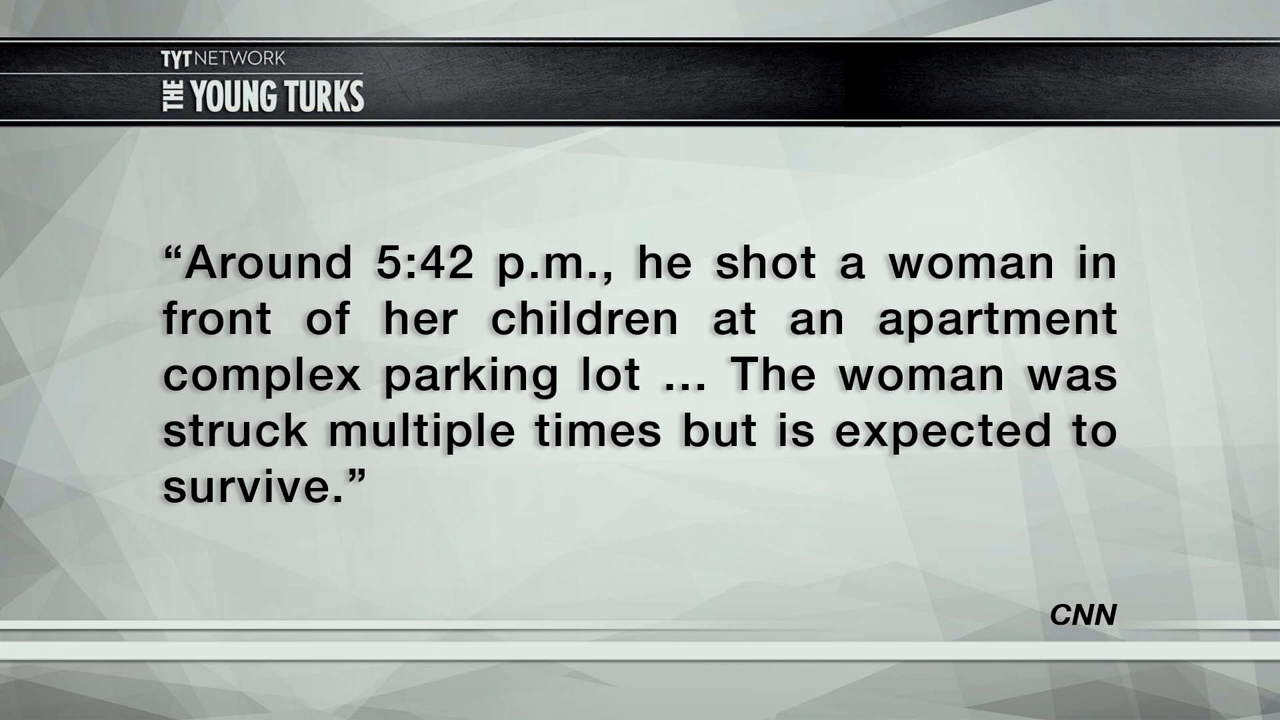 TYTNETWORK
THE YOUNG TURKS
“Around 5:42 p.m., he shot a woman in
front of her children at an apartment
complex parking lot ... The woman was
struck multiple times but is expected to
survive.”
CNN